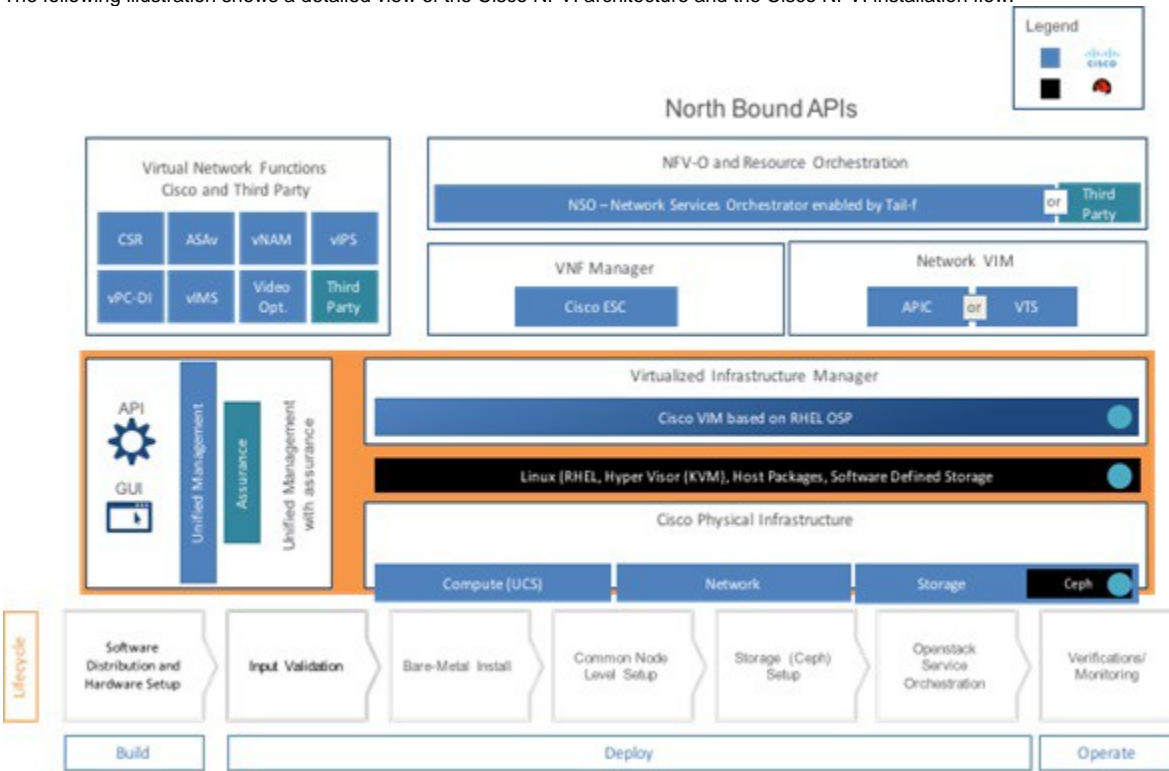 The following illustration shows a detailed view of the Cisco NFVI architecture and the Cisco NFVI installation flow.
Legend
cisco
North Bound APIs
Virtual Network Functions
Cisco and Third Party
CSR
ASAv
vNAM
vIPS
vPC-DI
vIMS
Video
Opt.
Third
Party
NFV-O and Resource Orchestration
NSO – Network Services Orchestrator enabled by Tail-f
or
Third
Party
VNF Manager
Cisco ESC
Network VIM
APIC
or
VTS
API
GUI
Unified Management
Assurance
Unified Management
with assurance
Virtualized Infrastructure Manager
Cisco VIM based on RHEL OSP
Linux (RHEL, Hyper Visor (KVM), Host Packages, Software Defined Storage
Cisco Physical Infrastructure
Compute (UCS)
Network
Storage
Ceph
Lifecycle
Software
Distribution and
Hardware Setup
Input Validation
Bare-Metal Install
Common Node
Level Setup
Storage (Ceph)
Setup
Openstack
Service
Orchestration
Verifications/
Monitoring
Build
Deploy
Operate